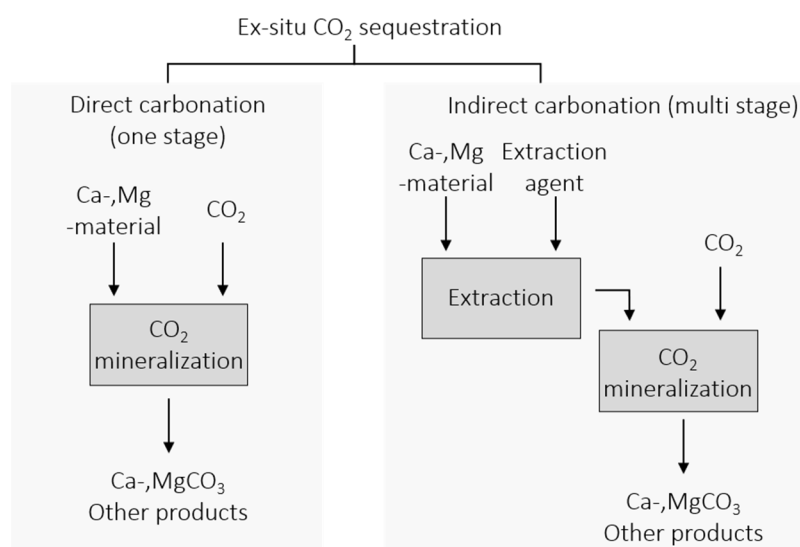 Ex-situ CO₂ sequestration
Direct carbonation
(one stage)
Ca-,Mg
-material
CO₂
CO₂
mineralization
Ca-,MgCO₃
Other products
Indirect carbonation (multi stage)
Ca-,Mg
-material
Extraction
agent
Extraction
CO₂
CO₂
mineralization
Ca-,MgCO₃
Other products